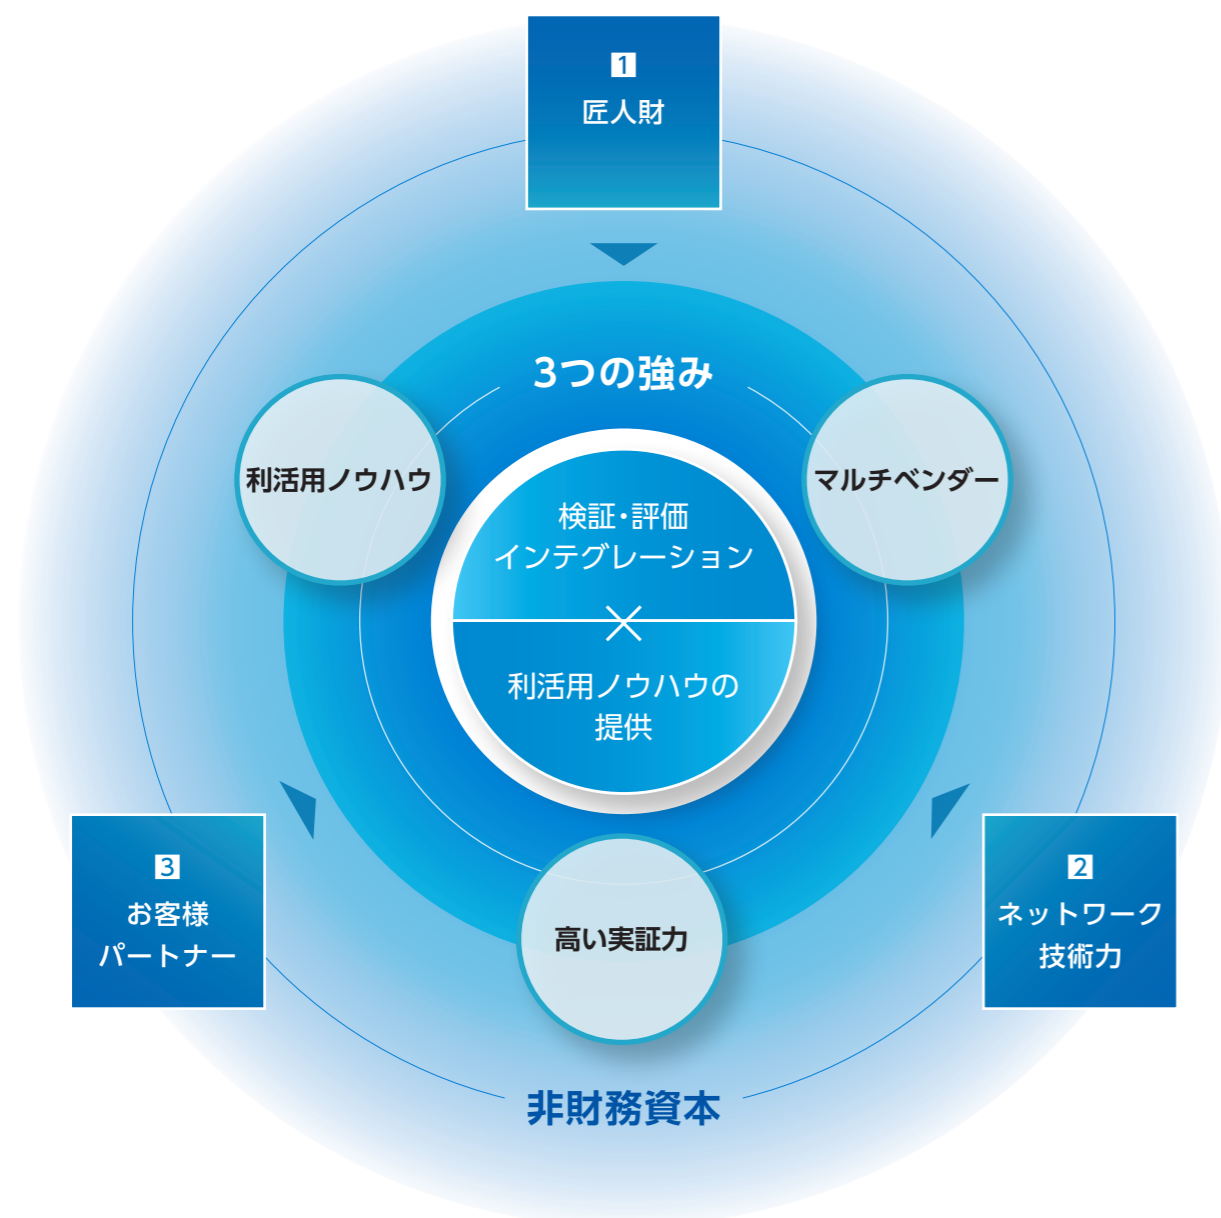 1
匠人財
3つの強み
利活用ノウハウ
マルチベンダー
検証・評価
インテグレーション
×
利活用ノウハウの
提供
高い実証力
3
お客様
パートナー
2
ネットワーク
技術力
非財務資本